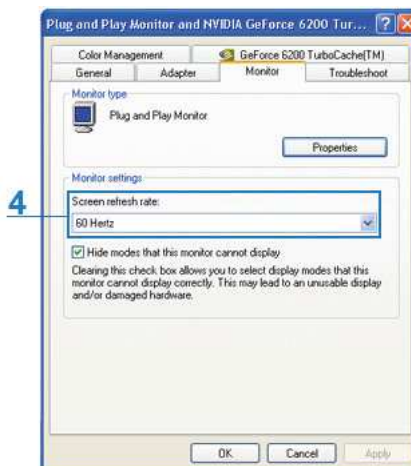 Plug and Play Monitor and NVIDIA GeForce 6200 Tur...
Color Management GeForce 6200 TurboCache(TM)
General Adapter Monitor Troubleshoot
Monitor type
Plug and Play Monitor
Properties
Monitor settings
4
Screen refresh rate:
60 Hertz
Hide modes that this monitor cannot display
Clearing this check box allows you to select display modes that this
monitor cannot display correctly. This may lead to an unusable display
and/or damaged hardware.
OK Cancel Apply